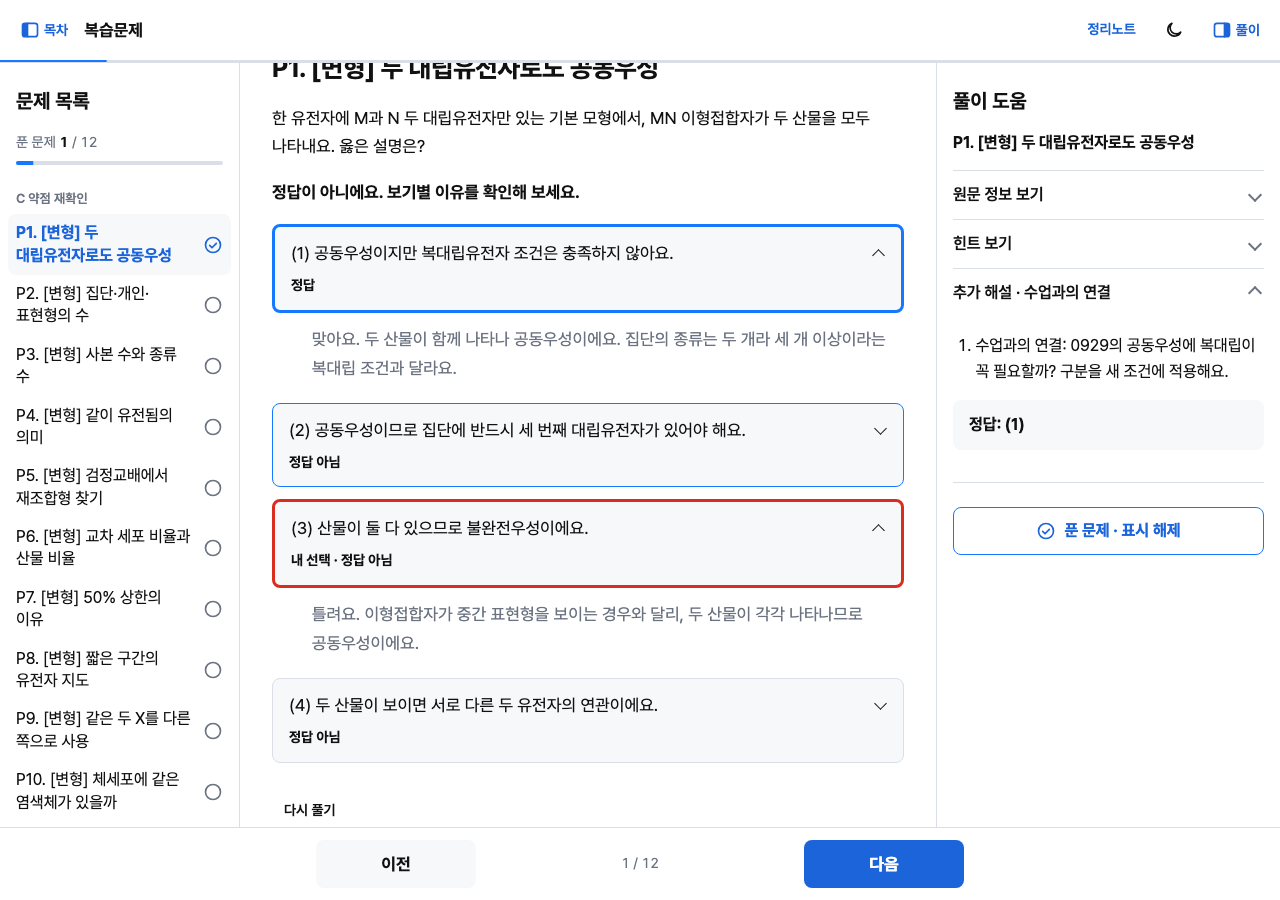 목차
복습문제
정리노트
풀이
문제 목록
푼 문제 1 / 12
C 약점 재확인
P1. [변형] 두
대립유전자로도 공동우성
P2. [변형] 집단·개인·
표현형의 수
P3. [변형] 사본 수와 종류
수
P4. [변형] 같이 유전됨의
의미
P5. [변형] 검정교배에서
재조합형 찾기
P6. [변형] 교차 세포 비율과
산물 비율
P7. [변형] 50% 상한의
이유
P8. [변형] 짧은 구간의
유전자 지도
P9. [변형] 같은 두 X를 다른
쪽으로 사용
P10. [변형] 체세포에 같은
염색체가 있을까
P1. [변형] 두 대립유전자로도 공동우성
한 유전자에 M과 N 두 대립유전자만 있는 기본 모형에서, MN 이형접합자가 두 산물을 모두
나타내요. 옳은 설명은?
정답이 아니에요. 보기별 이유를 확인해 보세요.
(1) 공동우성이지만 복대립유전자 조건은 충족하지 않아요.
정답
맞아요. 두 산물이 함께 나타나 공동우성이에요. 집단의 종류는 두 개라 세 개 이상이라는
복대립 조건과 달라요.
(2) 공동우성이므로 집단에 반드시 세 번째 대립유전자가 있어야 해요.
정답 아님
(3) 산물이 둘 다 있으므로 불완전우성이에요.
내 선택 · 정답 아님
틀려요. 이형접합자가 중간 표현형을 보이는 경우와 달리, 두 산물이 각각 나타나므로
공동우성이에요.
(4) 두 산물이 보이면 서로 다른 두 유전자의 연관이에요.
정답 아님
다시 풀기
풀이 도움
P1. [변형] 두 대립유전자로도 공동우성
원문 정보 보기
힌트 보기
추가 해설 · 수업과의 연결
1. 수업과의 연결: 0929의 공동우성에 복대립이
꼭 필요할까? 구분을 새 조건에 적용해요.
정답: (1)
푼 문제 · 표시 해제
이전
1 / 12
다음